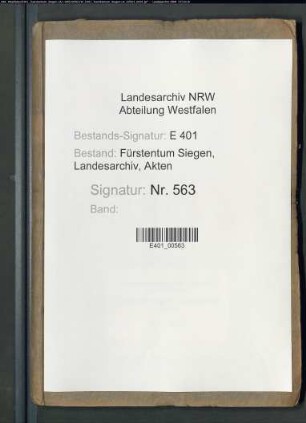 Landesarchiv NRW
Abteilung Westfalen
Bestands-Signatur: E 401
Bestand: Fürstentum Siegen,
Landesarchiv, Akten
Signatur: Nr. 563
Band:
E401_00563